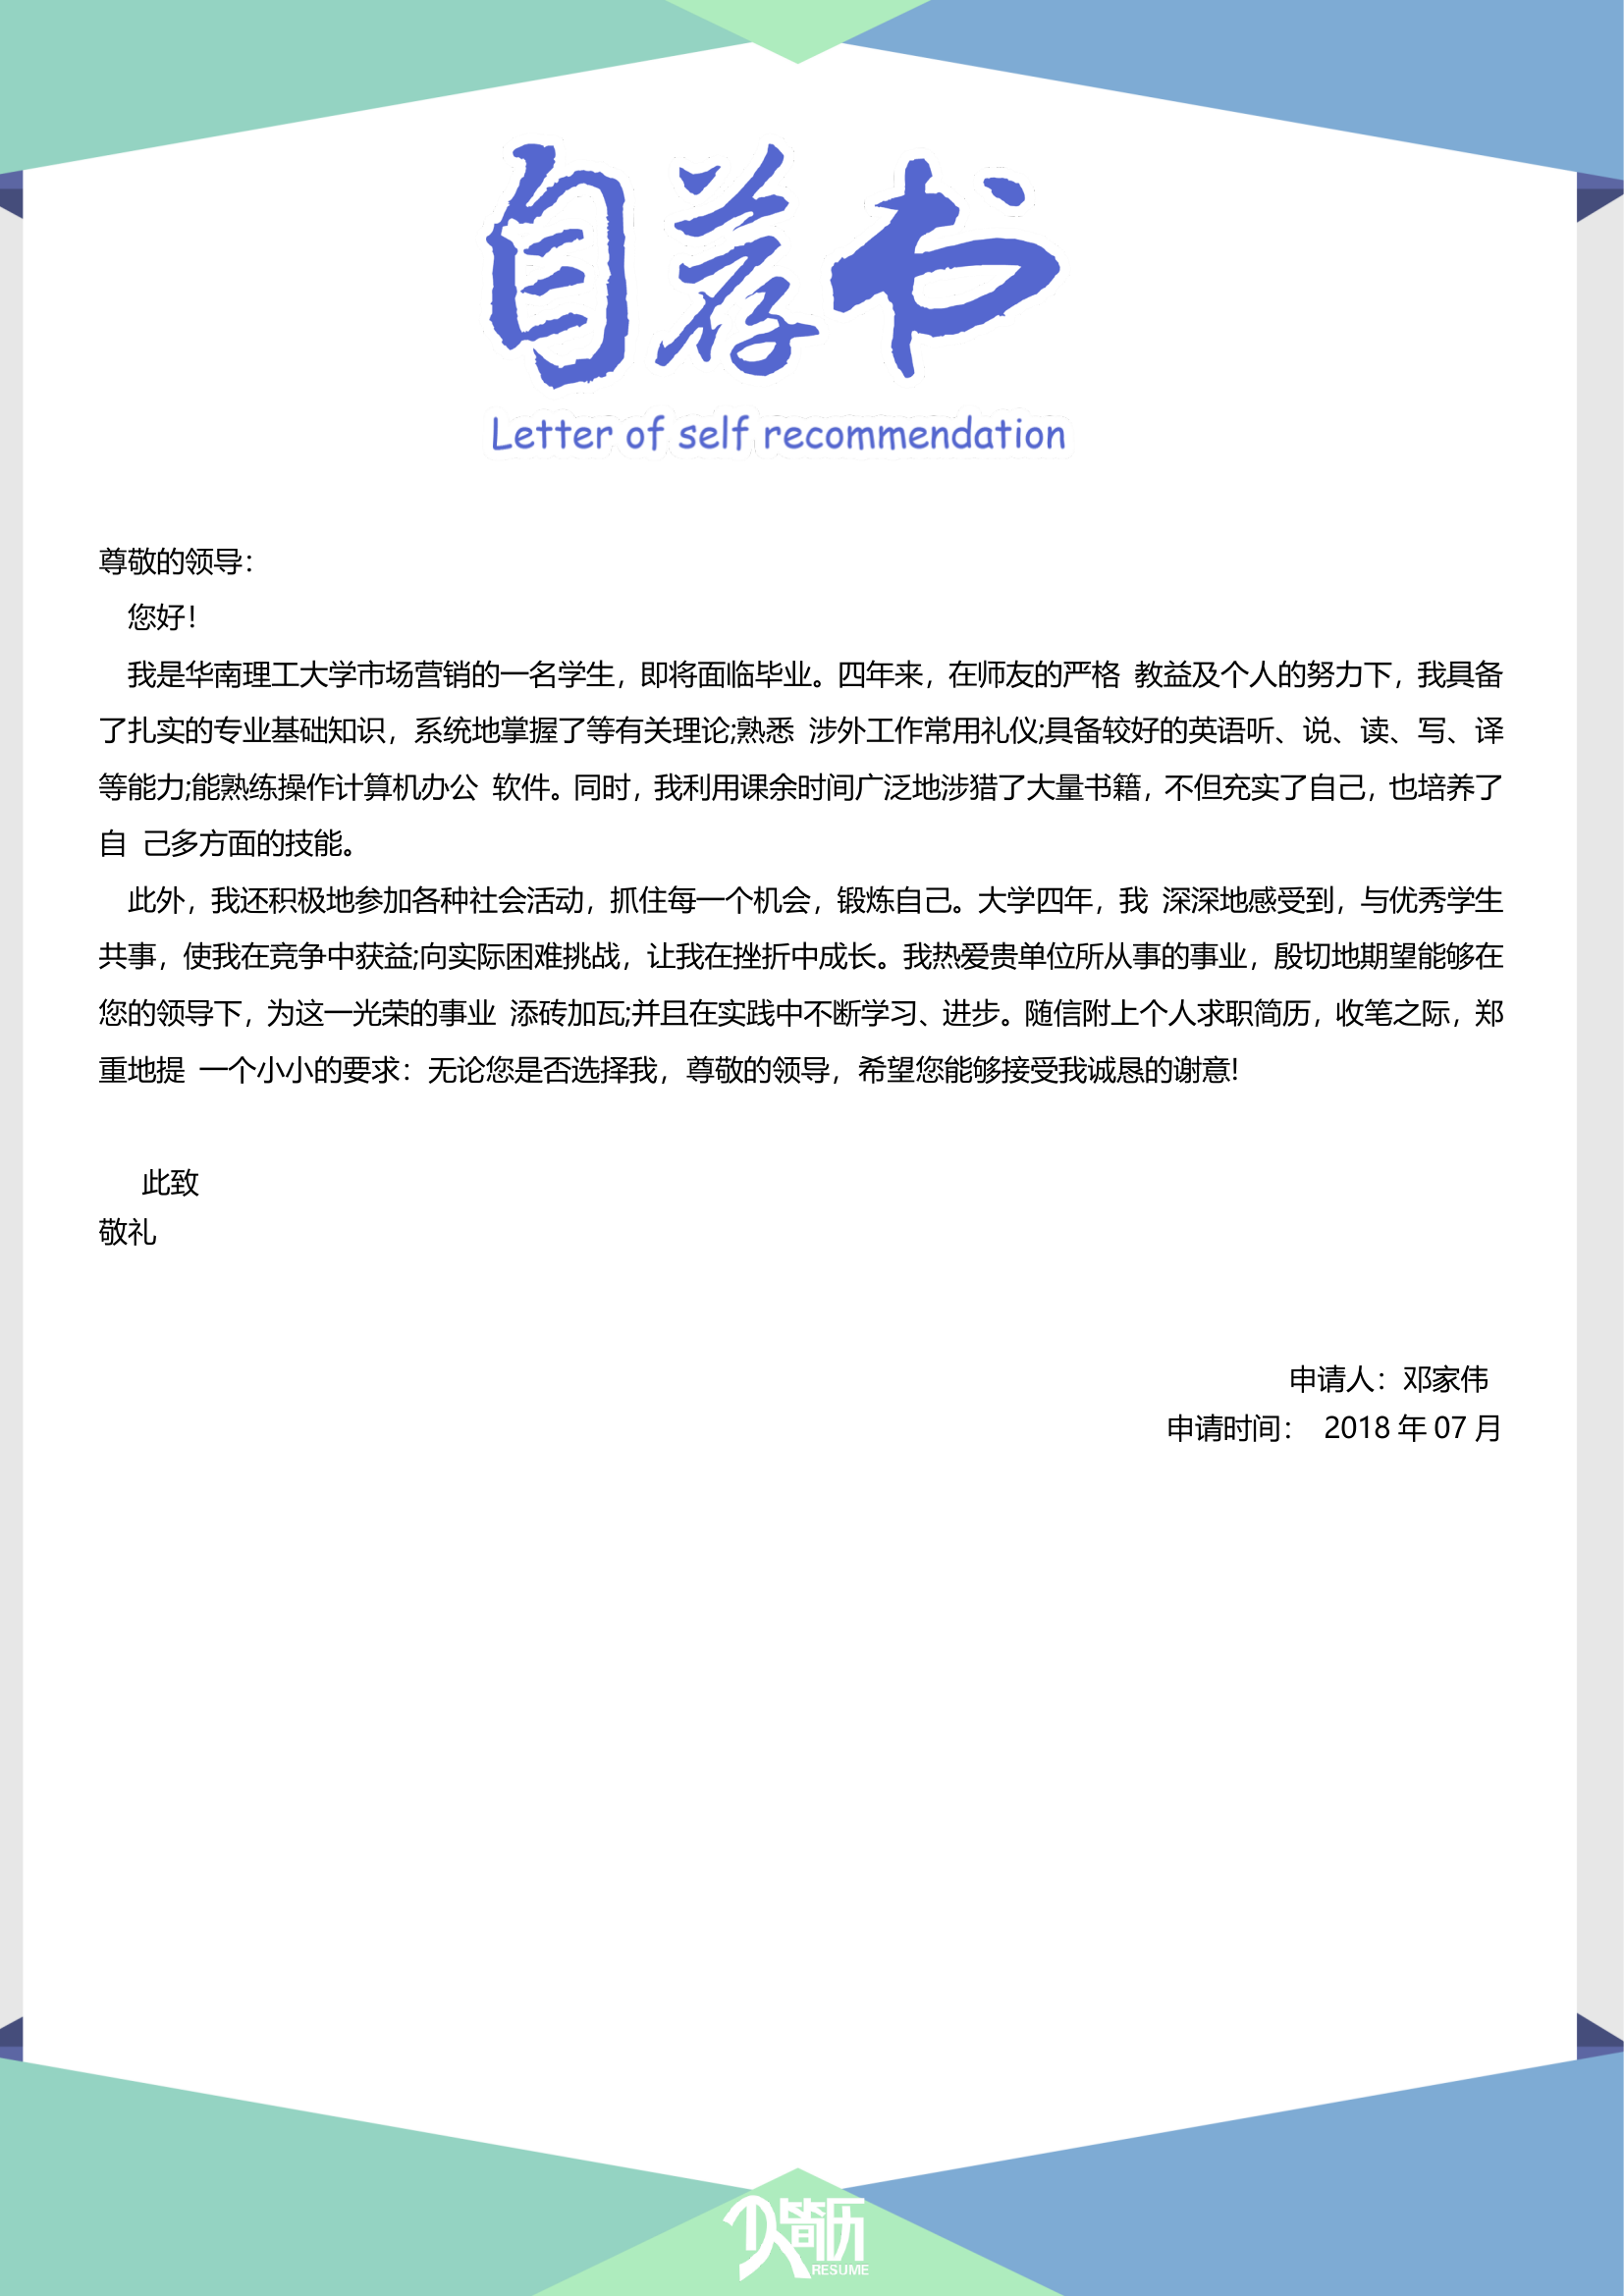 自荐书
Letter of self recommendation
尊敬的领导：
您好！
我是华南理工大学市场营销的一名学生，即将面临毕业。四年来，在师友的严格 教益及个人的努力下，我具备
了扎实的专业基础知识，系统地掌握了等有关理论;熟悉 涉外工作常用礼仪;具备较好的英语听、说、读、写、译
等能力;能熟练操作计算机办公 软件。同时，我利用课余时间广泛地涉猎了大量书籍，不但充实了自己，也培养了
自 己多方面的技能。
此外，我还积极地参加各种社会活动，抓住每一个机会，锻炼自己。大学四年，我 深深地感受到，与优秀学生
共事，使我在竞争中获益;向实际困难挑战，让我在挫折中成长。我热爱贵单位所从事的事业，殷切地期望能够在
您的领导下，为这一光荣的事业 添砖加瓦;并且在实践中不断学习、进步。随信附上个人求职简历，收笔之际，郑
重地提 一个小小的要求：无论您是否选择我，尊敬的领导，希望您能够接受我诚恳的谢意!
此致
敬礼
申请人：邓家伟
申请时间： 2018 年 07 月
个人简历
RESUME